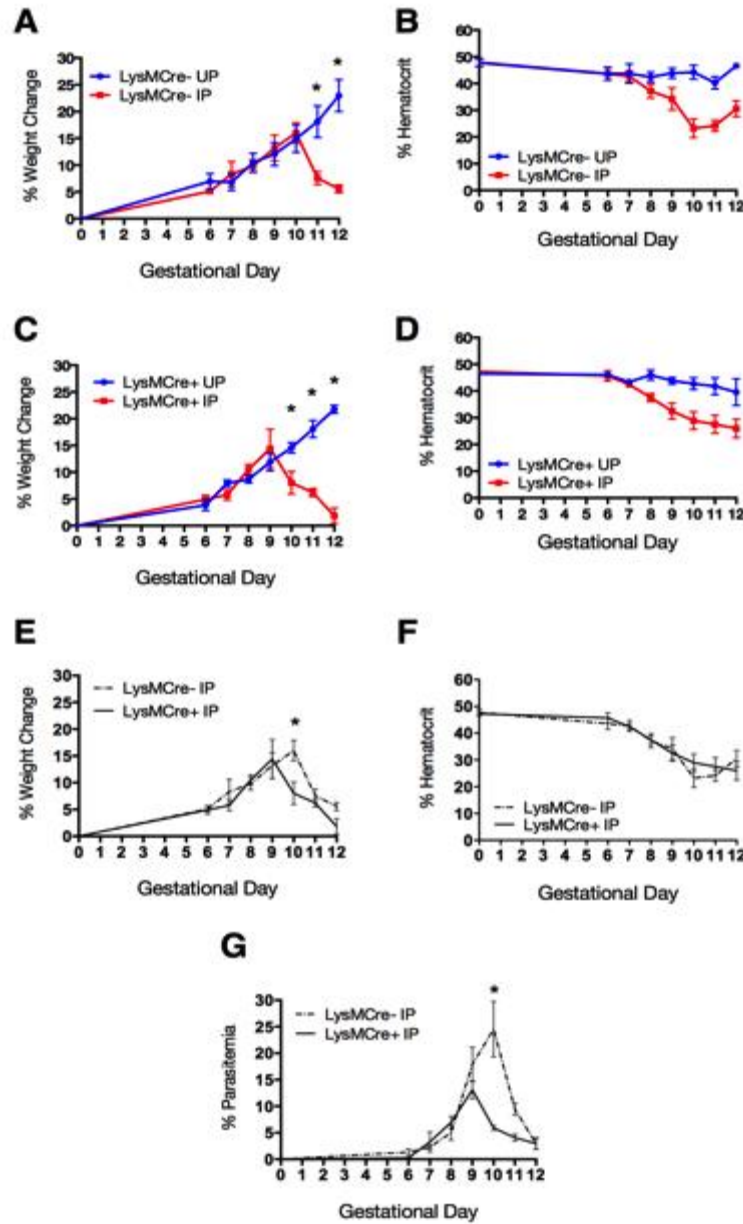 A
30
25
20
15
10
5
0
% Weight Change
LysMCre- UP
LysMCre- IP
* *
0 1 2 3 4 5 6 7 8 9 10 11 12
Gestational Day
B
60
50
40
30
20
10
0
% Hematocrit
LysMCre- UP
LysMCre- IP
0 1 2 3 4 5 6 7 8 9 10 11 12
Gestational Day
C
30
25
20
15
10
5
0
% Weight Change
LysMCre+ UP
LysMCre+ IP
* * *
0 1 2 3 4 5 6 7 8 9 10 11 12
Gestational Day
D
60
50
40
30
20
10
0
% Hematocrit
LysMCre+ UP
LysMCre+ IP
0 1 2 3 4 5 6 7 8 9 10 11 12
Gestational Day
E
30
25
20
15
10
5
0
% Weight Change
LysMCre- IP
LysMCre+ IP
*
0 1 2 3 4 5 6 7 8 9 10 11 12
Gestational Day
F
60
50
40
30
20
10
0
% Hematocrit
LysMCre- IP
LysMCre+ IP
0 1 2 3 4 5 6 7 8 9 10 11 12
Gestational Day
G
30
25
20
15
10
5
0
% Parasitemia
LysMCre- IP
LysMCre+ IP
*
0 1 2 3 4 5 6 7 8 9 10 11 12
Gestational Day